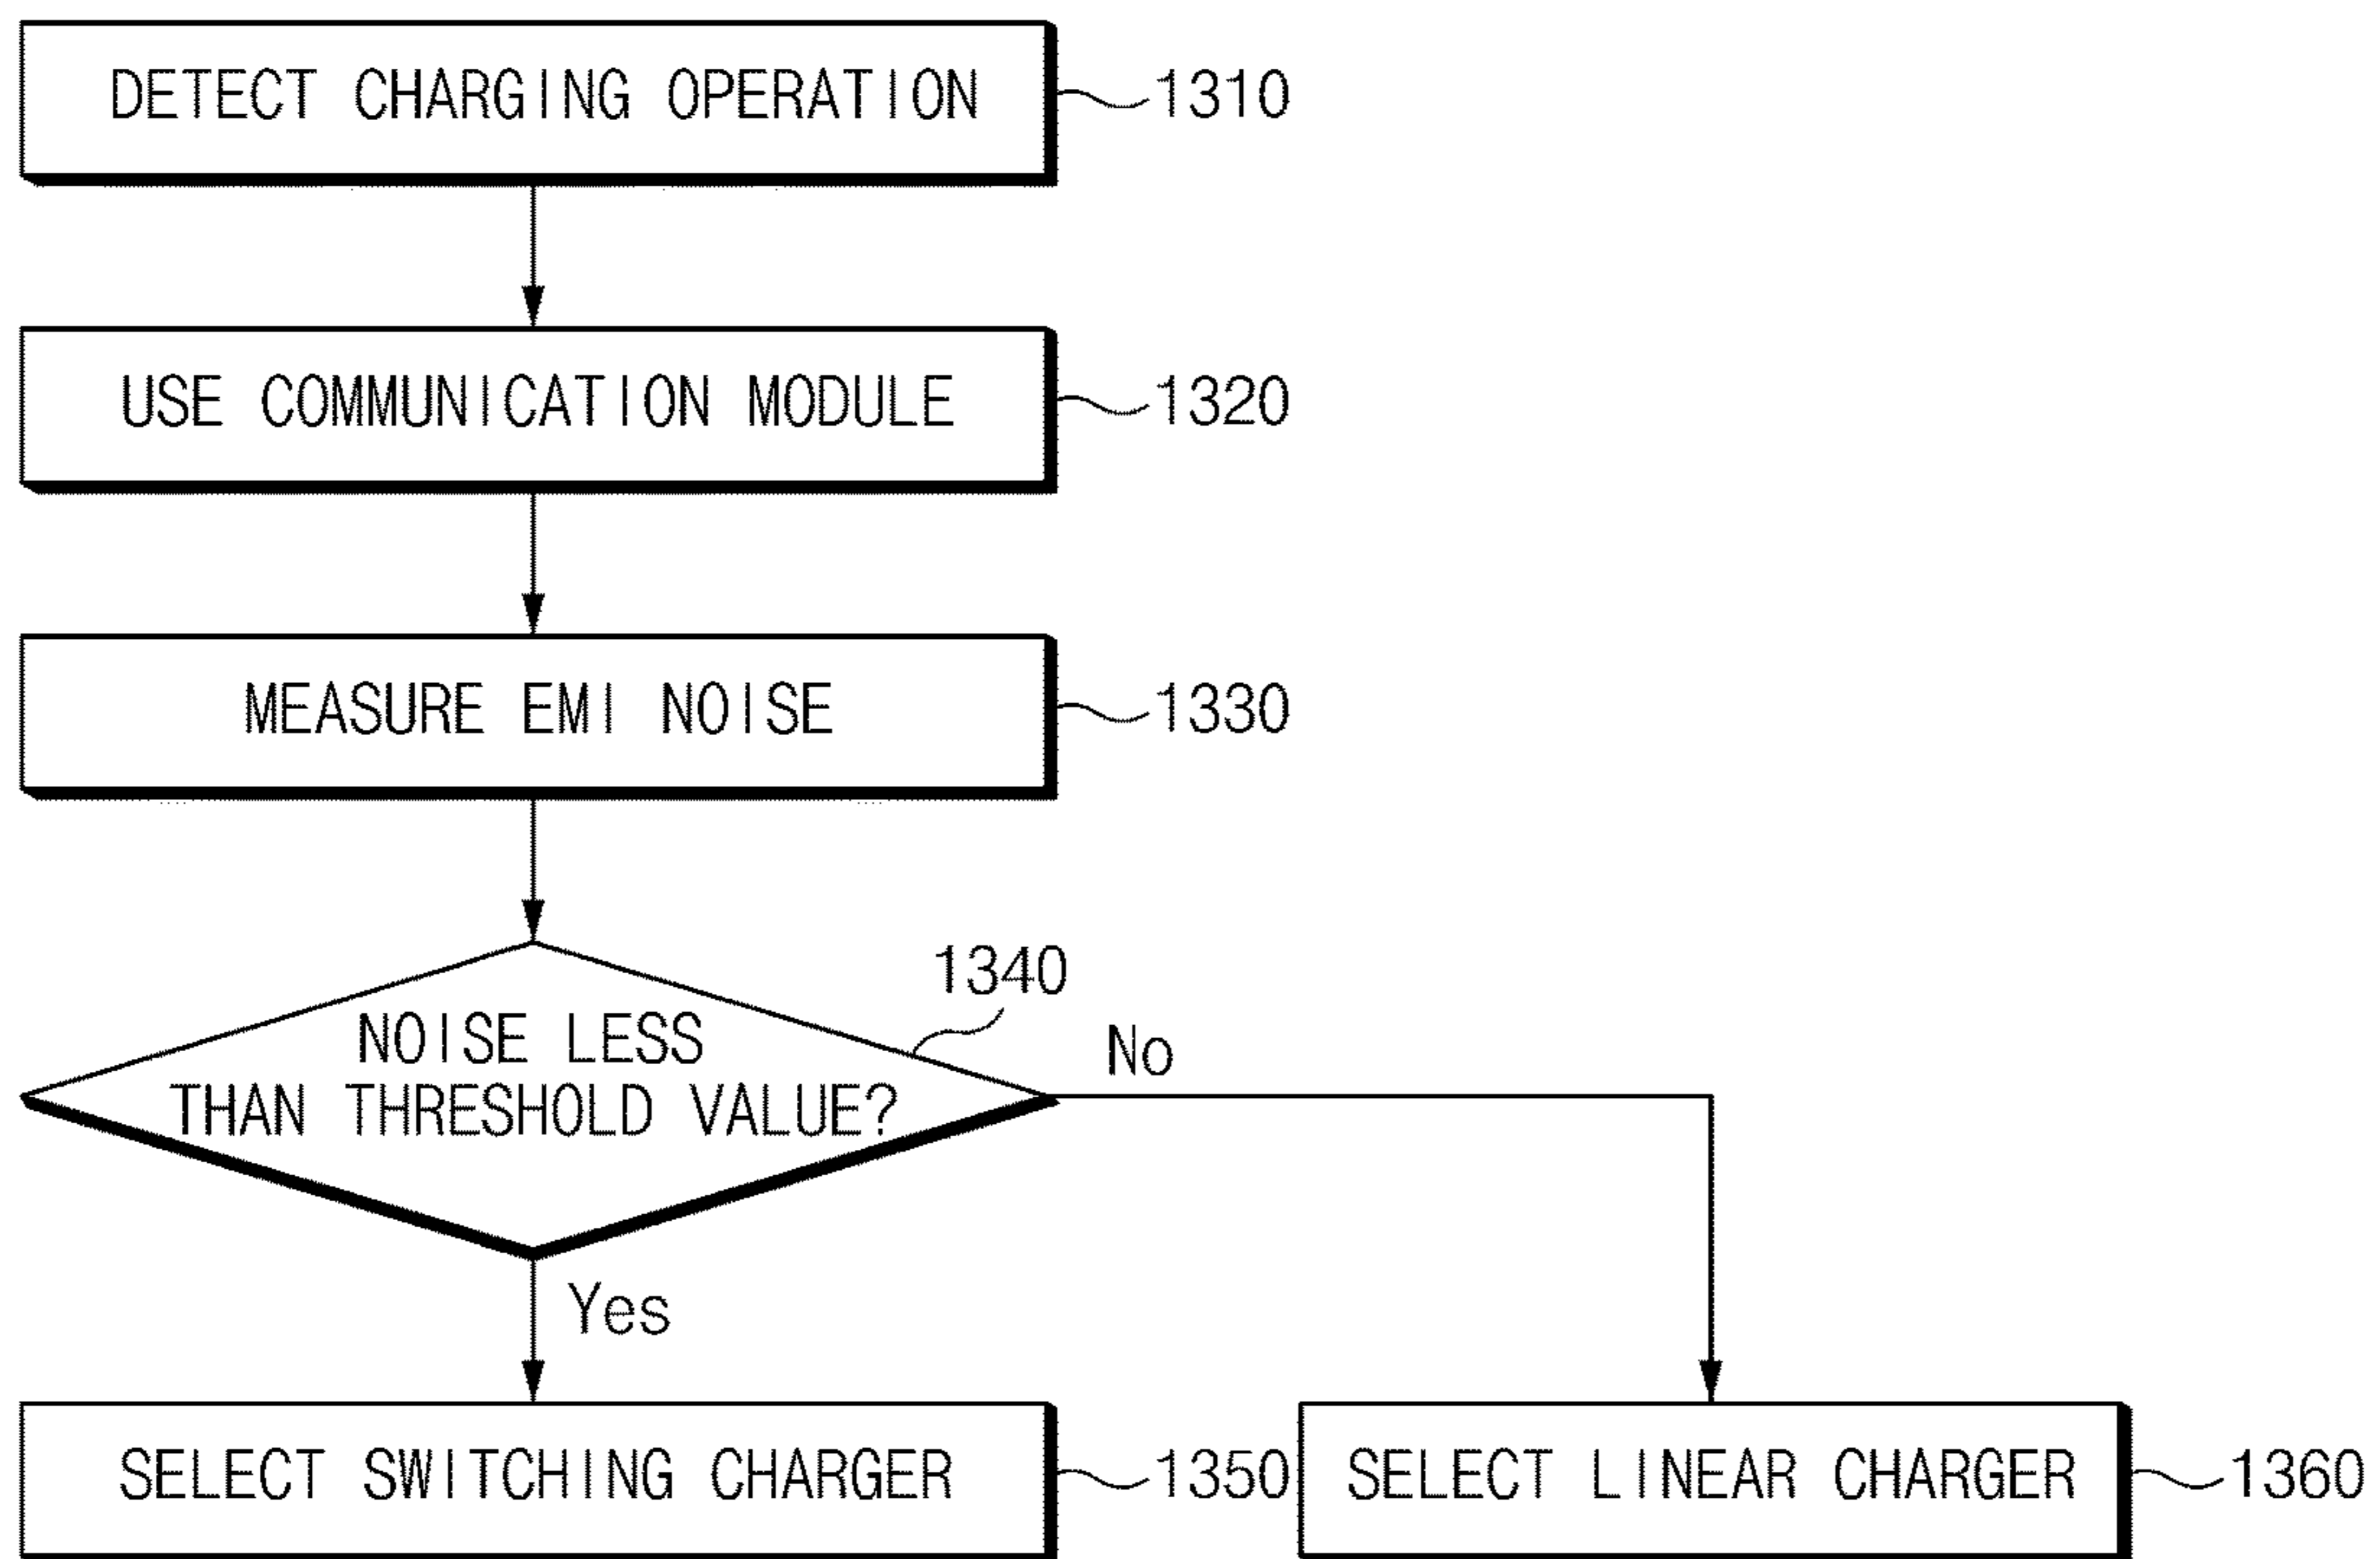 DETECT CHARGING OPERATION
1310
USE COMMUNICATION MODULE
1320
MEASURE EMI NOISE
1330
1340
NOISE LESS
THAN THRESHOLD VALUE?
No
Yes
SELECT SWITCHING CHARGER
1350
SELECT LINEAR CHARGER
1360